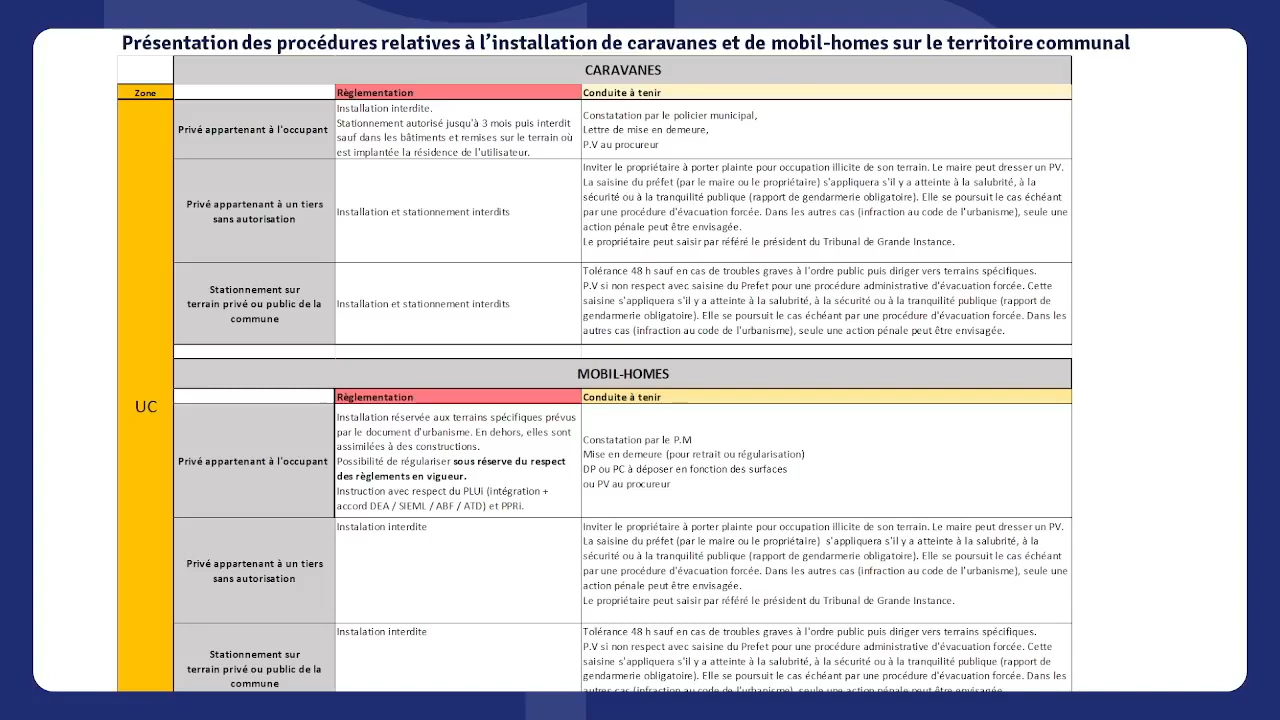 Présentation des procédures relatives à l'installation de caravanes et de mobil-homes sur le territoire communal
CARAVANES
Zone
Règlementation
Conduite à tenir
UC
Privé appartenant à l'occupant
Installation interdite.
Stationnement autorisé jusqu'à 3 mois puis interdit
sauf dans les bâtiments et remises sur le terrain où
est implantée la résidence de l'utilisateur.
Constatation par le policier municipal,
Lettre de mise en demeure,
P.V au procureur
Privé appartenant à un tiers
sans autorisation
Installation et stationnement interdits
Inviter le propriétaire à porter plainte pour occupation illicite de son terrain. Le maire peut dresser un PV.
La saisine du préfet (par le maire ou le propriétaire) s'appliquera s'il y a atteinte à la salubrité, à la
sécurité ou à la tranquilité publique (rapport de gendarmerie obligatoire). Elle se poursuit le cas échéant
par une procédure d'évacuation forcée. Dans les autres cas (infraction au code de l'urbanisme), seule une
action pénale peut être envisagée.
Le propriétaire peut saisir par référé le président du Tribunal de Grande Instance.
Stationnement sur
terrain privé ou public de la
commune
Installation et stationnement interdits
Tolérance 48 h sauf en cas de troubles graves à l'ordre public puis diriger vers terrains spécifiques.
P.V si non respect avec saisine du Prefet pour une procédure administrative d'évacuation forcée. Cette
saisine s'appliquera s'il y a atteinte à la salubrité, à la sécurité ou à la tranquilité publique (rapport de
gendarmerie obligatoire). Elle se poursuit le cas échéant par une procédure d'évacuation forcée. Dans les
autres cas (infraction au code de l'urbanisme), seule une action pénale peut être envisagée.
MOBIL-HOMES
Règlementation
Conduite à tenir
Privé appartenant à l'occupant
Installation réservée aux terrains spécifiques prévus
par le document d'urbanisme. En dehors, elles sont
assimilées à des constructions.
Possibilité de régulariser sous réserve du respect
des règlements en vigueur.
Instruction avec respect du PLUi (intégration +
accord DEA / SIEML / ABF / ATD) et PPRi.
Constatation par le P.M
Mise en demeure (pour retrait ou régularisation)
DP ou PC à déposer en fonction des surfaces
ou PV au procureur
Privé appartenant à un tiers
sans autorisation
Instalation interdite
Inviter le propriétaire à porter plainte pour occupation illicite de son terrain. Le maire peut dresser un PV.
La saisine du préfet (par le maire ou le propriétaire) s'appliquera s'il y a atteinte à la salubrité, à la
sécurité ou à la tranquilité publique (rapport de gendarmerie obligatoire). Elle se poursuit le cas échéant
par une procédure d'évacuation forcée. Dans les autres cas (infraction au code de l'urbanisme), seule une
action pénale peut être envisagée.
Le propriétaire peut saisir par référé le président du Tribunal de Grande Instance.
Stationnement sur
terrain privé ou public de la
commune
Instalation interdite
Tolérance 48 h sauf en cas de troubles graves à l'ordre public puis diriger vers terrains spécifiques.
P.V si non respect avec saisine du Prefet pour une procédure administrative d'évacuation forcée. Cette
saisine s'appliquera s'il y a atteinte à la salubrité, à la sécurité ou à la tranquilité publique (rapport de
gendarmerie obligatoire). Elle se poursuit le cas échéant par une procédure d'évacuation forcée. Dans les
autres cas (infraction au code de l'urbanisme), seule une action pénale peut être envisagée.